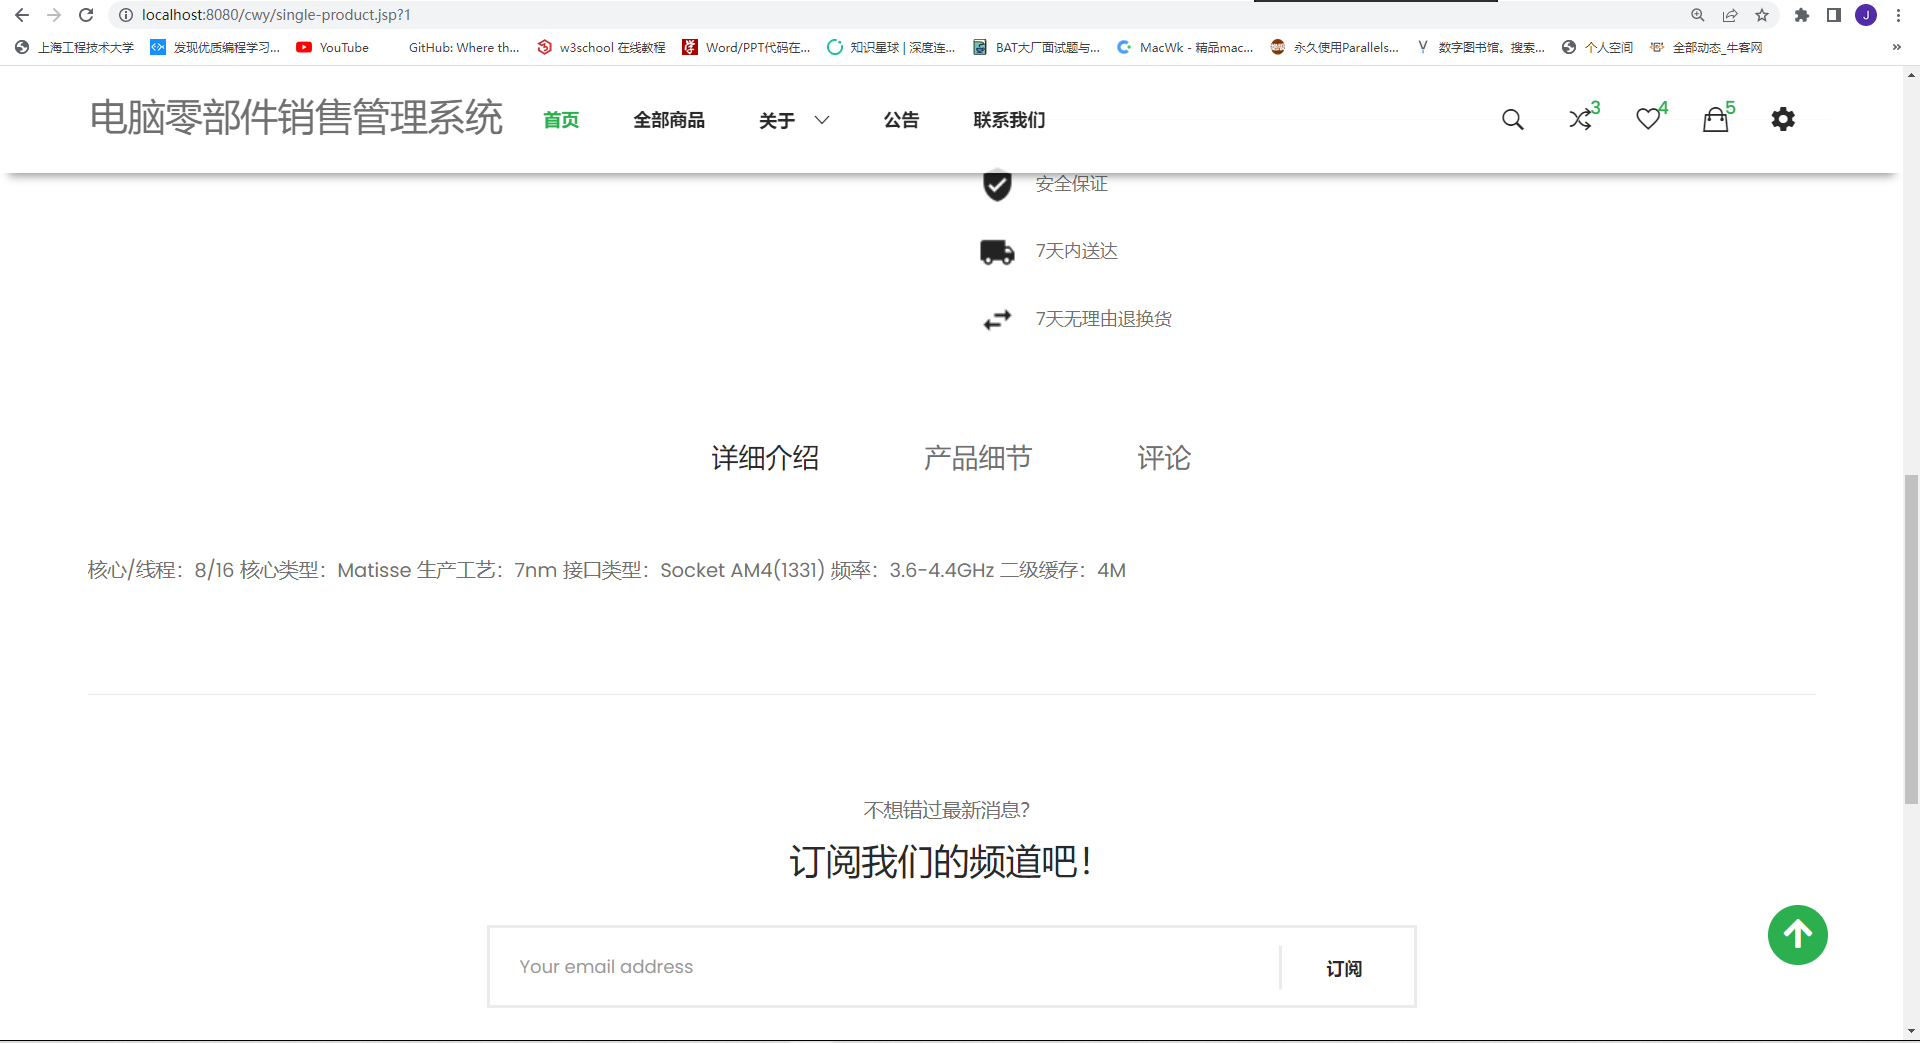 localhost:8080/cwy/single-product.jsp?1
J
上海工程技术大学 发现优质编程学习... YouTube GitHub: Where th... w3school 在线教程 Word/PPT代码在... 知识星球 | 深度连... BAT大厂面试题与... MacWk - 精品mac... 永久使用Parallels... 数字图书馆。搜索... 个人空间 全部动态_牛客网 »
电脑零部件销售管理系统 首页 全部商品 关于 公告 联系我们 3 4 5
安全保证
7天内送达
7天无理由退换货
详细介绍 产品细节 评论
核心/线程：8/16 核心类型：Matisse 生产工艺：7nm 接口类型：Socket AM4(1331) 频率：3.6-4.4GHz 二级缓存：4M
不想错过最新消息？
订阅我们的频道吧！
Your email address 订阅